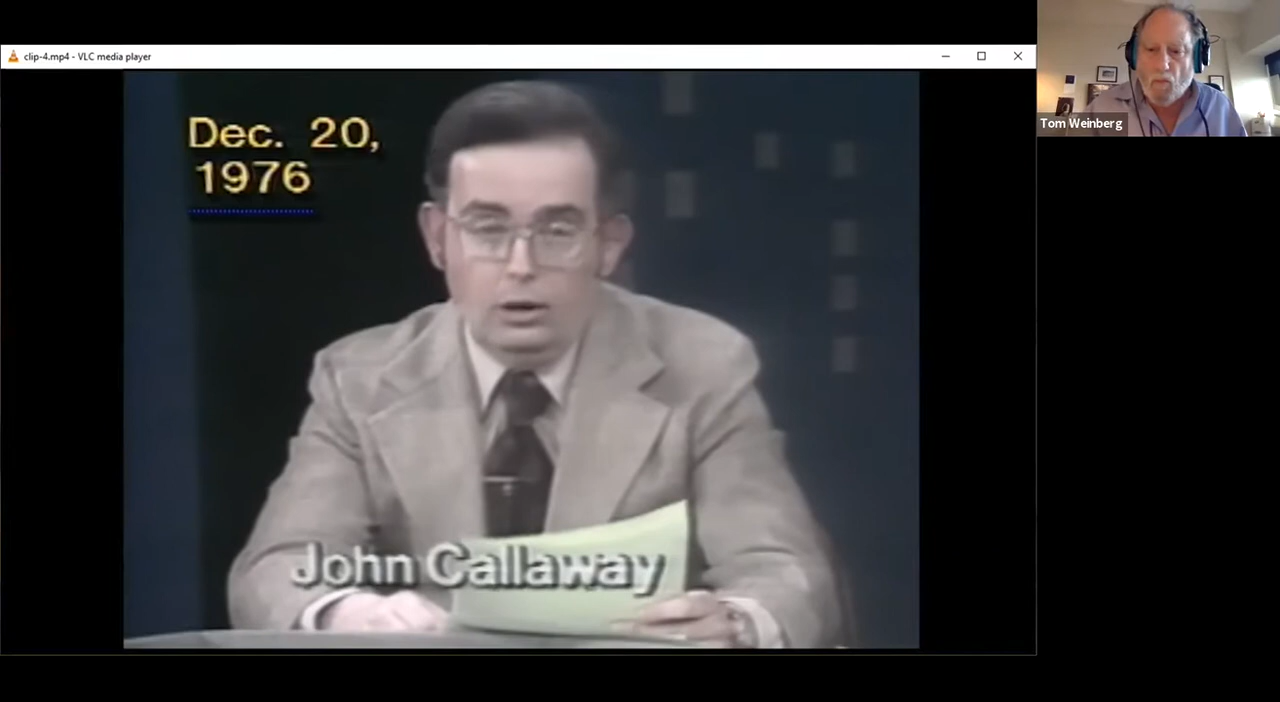 clip-4.mp4 - VLC media player
Tom Weinberg
Dec. 20,
1976
John Callaway